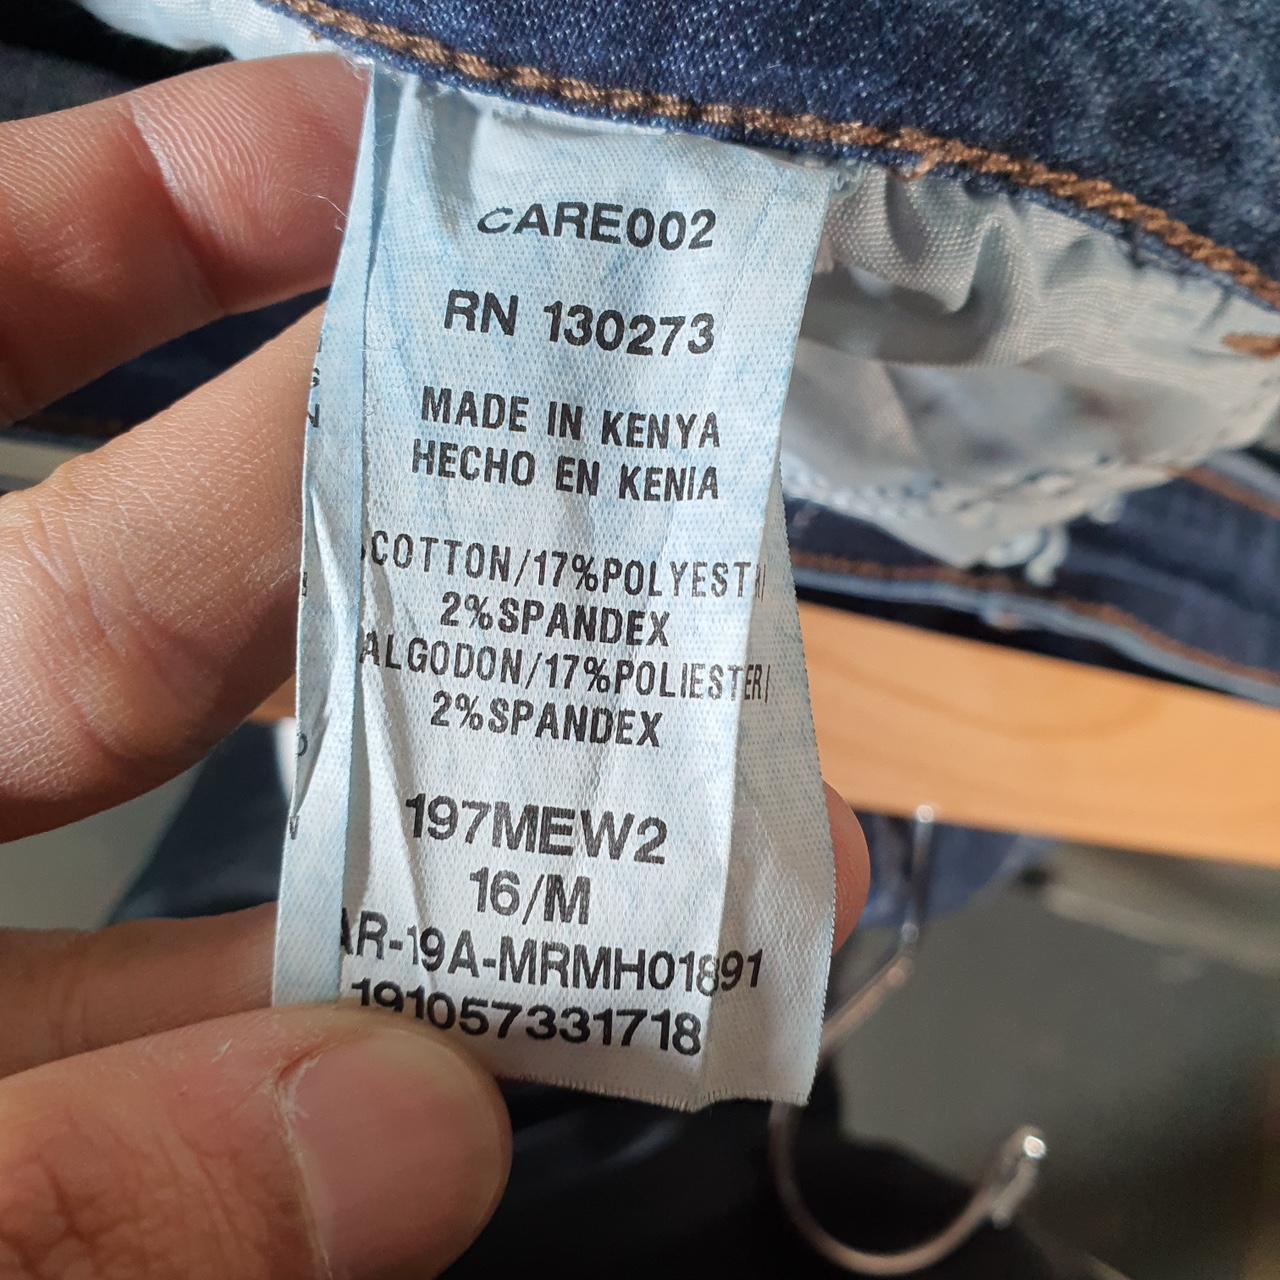 CARE002
RN 130273
MADE IN KENYA
HECHO EN KENIA
COTTON/17%POLYESTER/
2%SPANDEX
ALGODON/17%POLIESTER/
2%SPANDEX
197MEW2
16/M
AR-19A-MRMH01891
191057331718